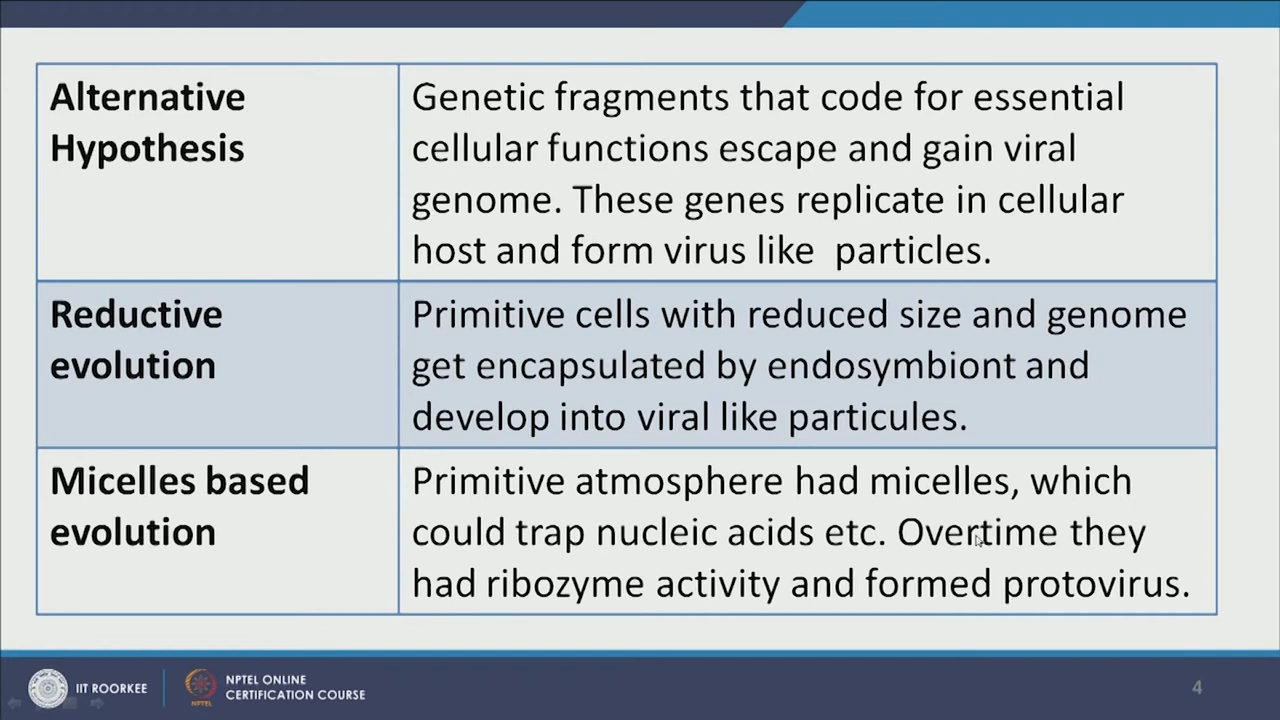 Alternative
Hypothesis
Genetic fragments that code for essential
cellular functions escape and gain viral
genome. These genes replicate in cellular
host and form virus like particles.
Reductive
evolution
Primitive cells with reduced size and genome
get encapsulated by endosymbiont and
develop into viral like particules.
Micelles based
evolution
Primitive atmosphere had micelles, which
could trap nucleic acids etc. Overtime they
had ribozyme activity and formed protovirus.
IIT ROORKEE
NPTEL
NPTEL ONLINE
CERTIFICATION COURSE
4